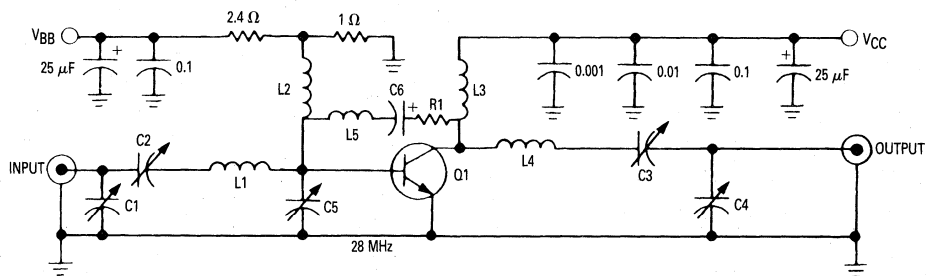 2.4 Ω
1 Ω
VBB
VCC
25 μF
+
0.1
L2
C6
+
R1
L3
0.001
0.01
0.1
+
25 μF
L5
C2
INPUT
L1
Q1
L4
C3
OUTPUT
C1
C5
C4
28 MHz